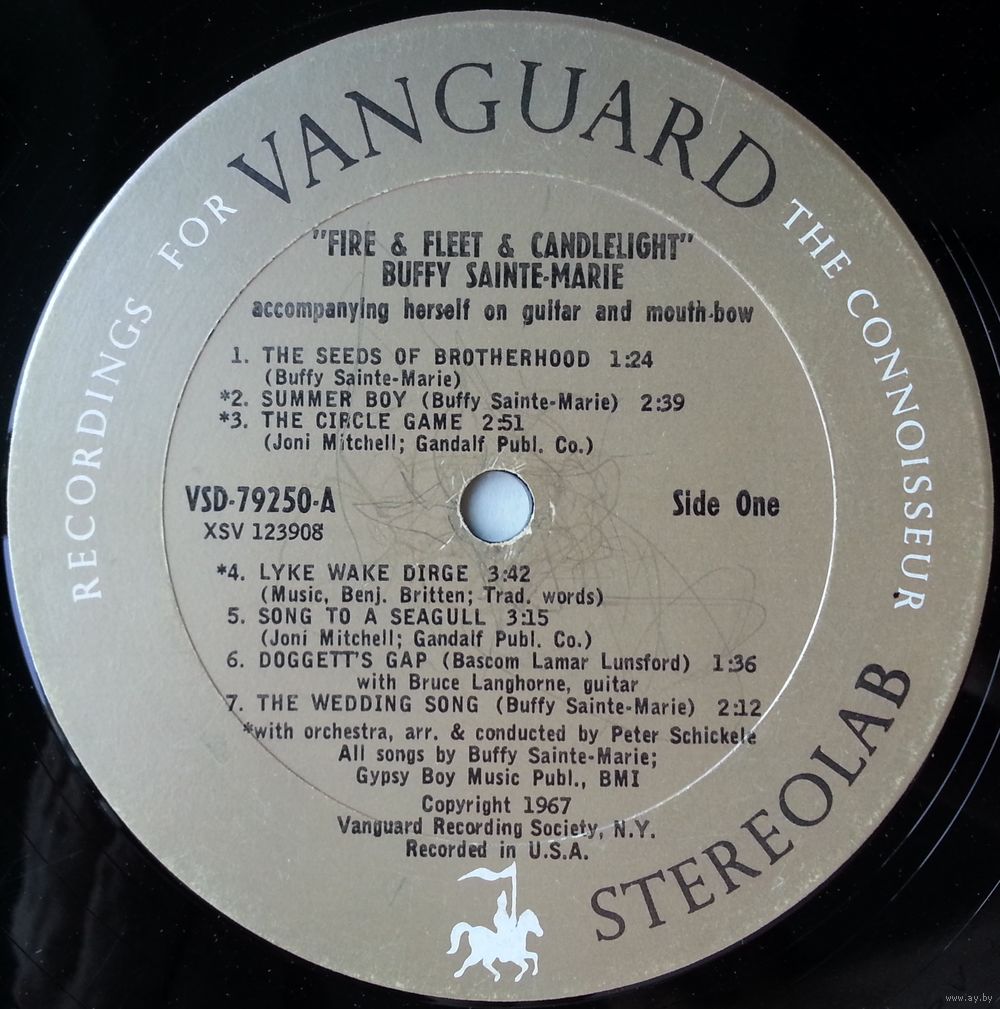 RECORDINGS FOR VANGUARD THE CONNOISSEUR
"FIRE & FLEET & CANDLELIGHT"
BUFFY SAINTE-MARIE
accompanying herself on guitar and mouth-bow
1. THE SEEDS OF BROTHERHOOD 1:24
(Buffy Sainte-Marie)
*2. SUMMER BOY (Buffy Sainte-Marie) 2:39
*3. THE CIRCLE GAME 2:51
(Joni Mitchell; Gandalf Publ. Co.)
VSD-79250-A Side One
XSV 123908
*4. LYKE WAKE DIRGE 3:42
(Music, Benj. Britten; Trad. words)
5. SONG TO A SEAGULL 3:15
(Joni Mitchell; Gandalf Publ. Co.)
6. DOGGETT'S GAP (Bascom Lamar Lunsford) 1:36
with Bruce Langhorne, guitar
7. THE WEDDING SONG (Buffy Sainte-Marie) 2:12
*with orchestra, arr. & conducted by Peter Schickele
All songs by Buffy Sainte-Marie;
Gypsy Boy Music Publ., BMI
Copyright 1967
Vanguard Recording Society, N.Y.
Recorded in U.S.A.
STEREOLAB
www.ay.by